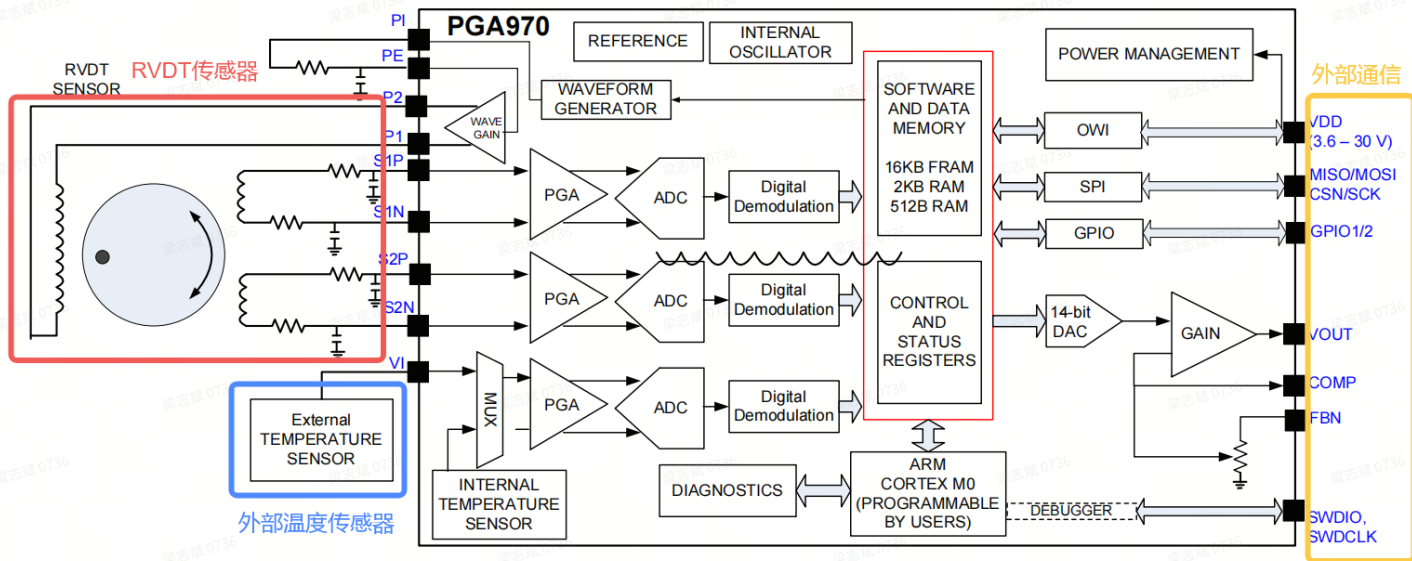 PGA970
REFERENCE
INTERNAL
OSCILLATOR
POWER MANAGEMENT
PI
PE
P2
P1
S1P
S1N
S2P
S2N
VI
RVDT
SENSOR
RVDT传感器
WAVEFORM
GENERATOR
WAVE
GAIN
PGA
ADC
Digital
Demodulation
PGA
ADC
Digital
Demodulation
MUX
PGA
ADC
Digital
Demodulation
External
TEMPERATURE
SENSOR
外部温度传感器
INTERNAL
TEMPERATURE
SENSOR
SOFTWARE
AND DATA
MEMORY
16KB FRAM
2KB RAM
512B RAM
CONTROL
AND
STATUS
REGISTERS
DIAGNOSTICS
ARM
CORTEX M0
(PROGRAMMABLE
BY USERS)
DEBUGGER
OWI
SPI
GPIO
14-bit
DAC
GAIN
外部通信
VDD
(3.6 – 30 V)
MISO/MOSI
CSN/SCK
GPIO1/2
VOUT
COMP
FBN
SWDIO,
SWDCLK
梁志斌 0736